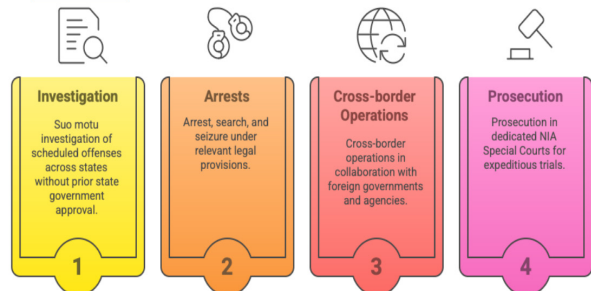 Investigation
Suo motu
investigation of
scheduled offenses
across states
without prior state
government
approval.
1
Arrests
Arrest, search, and
seizure under
relevant legal
provisions.
2
Cross-border
Operations
Cross-border
operations in
collaboration with
foreign governments
and agencies.
3
Prosecution
Prosecution in
dedicated NIA
Special Courts for
expeditious trials.
4